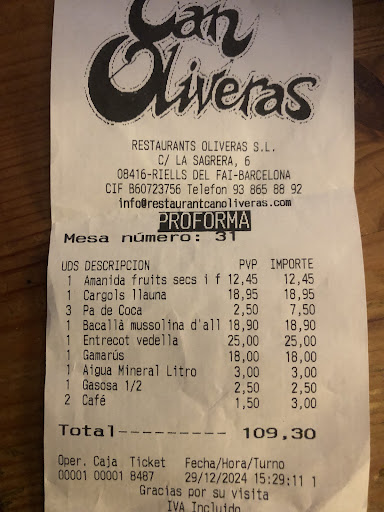 Can
Oliveras
RESTAURANTS OLIVERAS S.L.
C/ LA SAGRERA, 6
08416-RIELLS DEL FAI-BARCELONA
CIF B60723756 Telefon 93 865 88 92
info@restaurantcanoliveras.com
PROFORMA
Mesa número: 31
UDS DESCRIPCION PVP IMPORTE
1 Amanida fruits secs i f 12,45 12,45
1 Cargols llauna 18,95 18,95
3 Pa de Coca 2,50 7,50
1 Bacallà mussolina d'all 18,90 18,90
1 Entrecot vedella 25,00 25,00
1 Gamarús 18,00 18,00
1 Aigua Mineral Litro 3,00 3,00
1 Gasosa 1/2 2,50 2,50
2 Café 1,50 3,00
Total--------- 109,30
Oper. Caja Ticket Fecha/Hora/Turno
00001 00001 8487 29/12/2024 15:29:11 1
Gracias por su visita
IVA Incluido